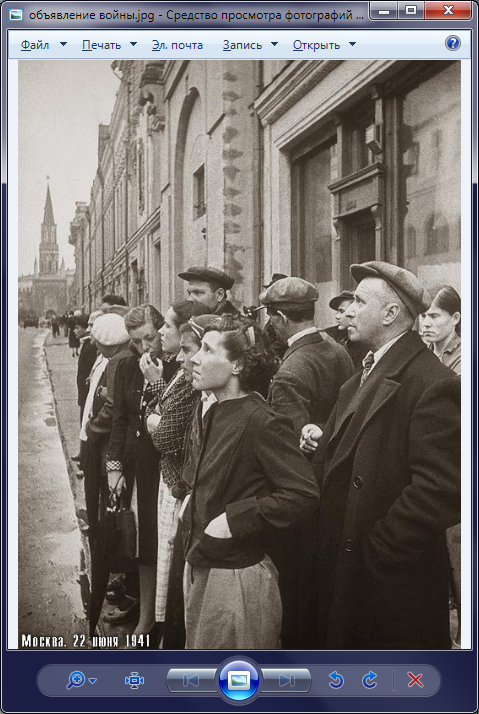 объявление войны.jpg - Средство просмотра фотографий ...
Файл Печать Эл. почта Запись Открыть ?
Москва. 22 июня 1941